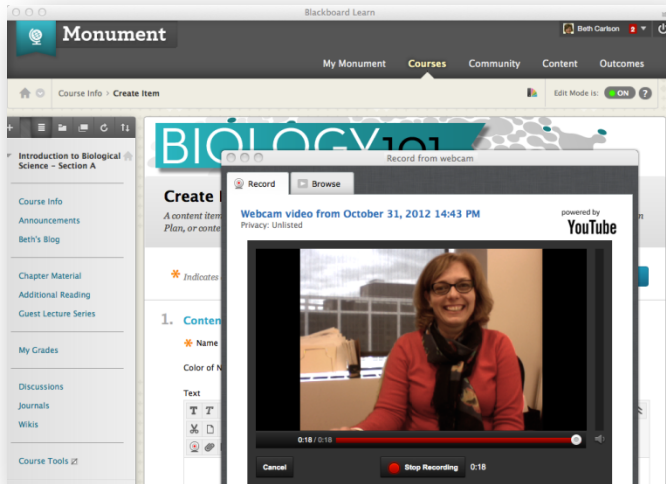 Blackboard Learn
Monument
Beth Carlson 2
My Monument Courses Community Content Outcomes
Course Info > Create Item
Edit Mode is: ON ?
BIOLOGY101
Introduction to Biological
Science - Section A
Course Info
Announcements
Beth's Blog
Chapter Material
Additional Reading
Guest Lecture Series
My Grades
Discussions
Journals
Wikis
Course Tools
Create
A content item
Plan, or conte
Indicates
1. Conten
Name
Color of N
Text
T T
Record from webcam
Record Browse
Webcam video from October 31, 2012 14:43 PM
Privacy: Unlisted
powered by
YouTube
0:18 / 0:18
Cancel Stop Recording 0:18